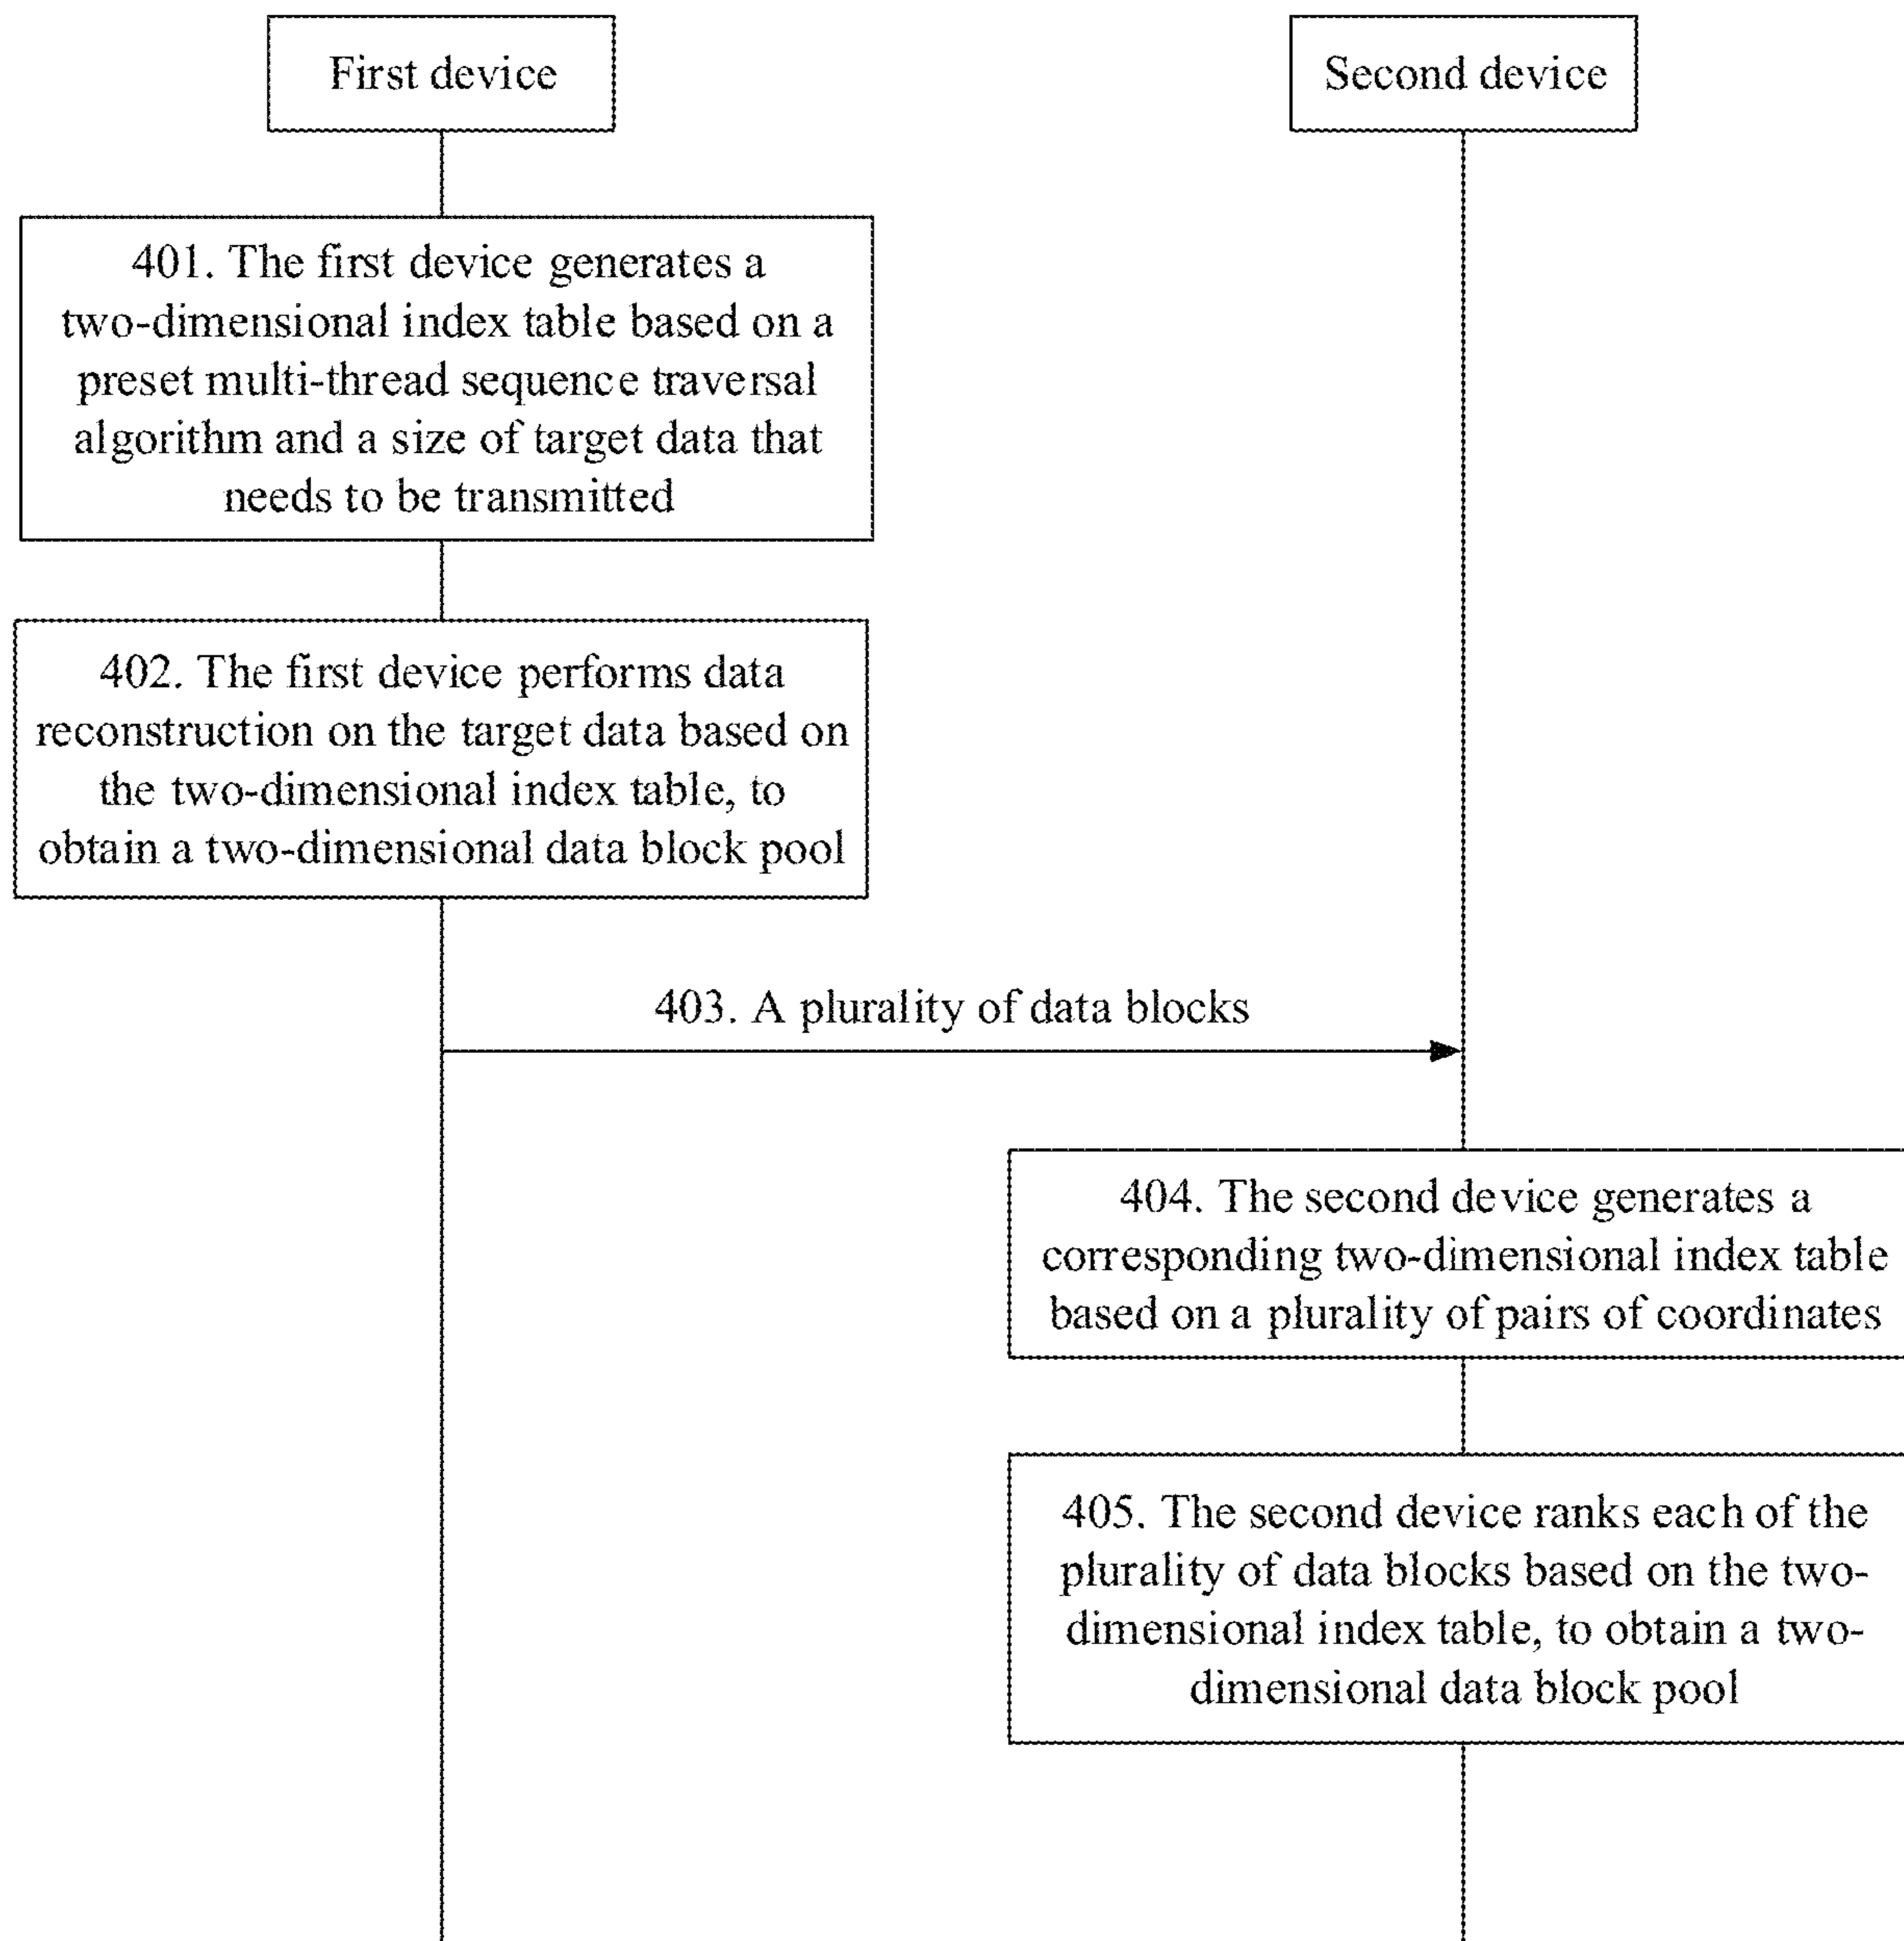 First device
Second device
401. The first device generates a
two-dimensional index table based on a
preset multi-thread sequence traversal
algorithm and a size of target data that
needs to be transmitted
402. The first device performs data
reconstruction on the target data based on
the two-dimensional index table, to
obtain a two-dimensional data block pool
403. A plurality of data blocks
404. The second device generates a
corresponding two-dimensional index table
based on a plurality of pairs of coordinates
405. The second device ranks each of the
plurality of data blocks based on the two-
dimensional index table, to obtain a two-
dimensional data block pool